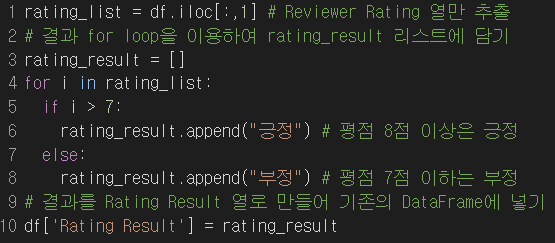 1 rating_list = df.iloc[:,1] # Reviewer Rating 열만 추출
2 # 결과 for loop을 이용하여 rating_result 리스트에 담기
3 rating_result = []
4 for i in rating_list:
5   if i > 7:
6     rating_result.append("긍정") # 평점 8점 이상은 긍정
7   else:
8     rating_result.append("부정") # 평점 7점 이하는 부정
9 # 결과를 Rating Result 열로 만들어 기존의 DataFrame에 넣기
10 df['Rating Result'] = rating_result